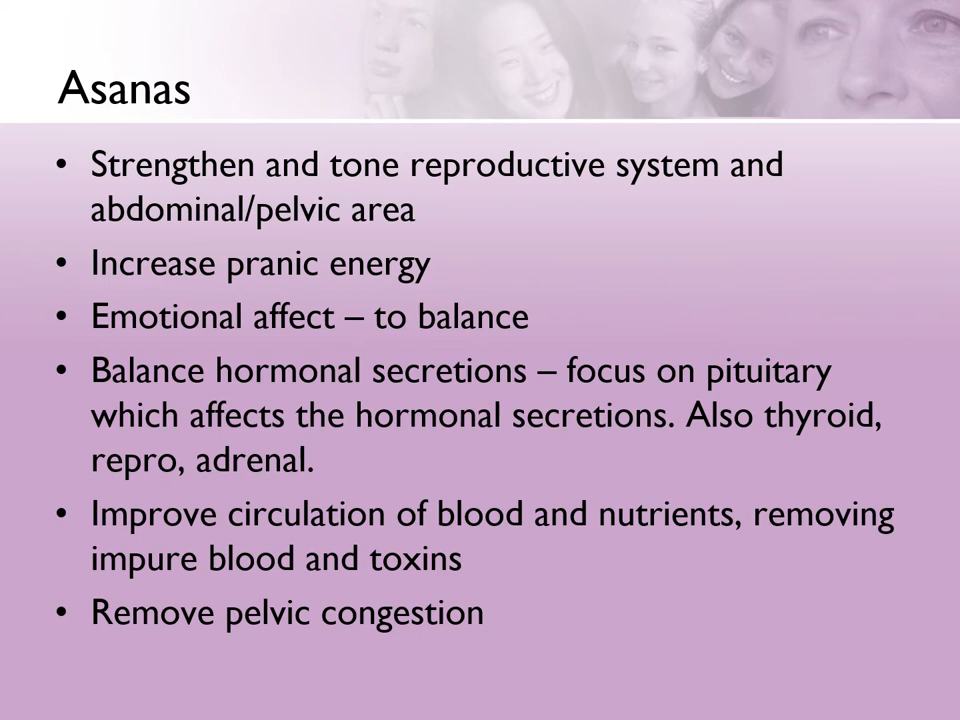 Asanas
• Strengthen and tone reproductive system and
abdominal/pelvic area
• Increase pranic energy
• Emotional affect – to balance
• Balance hormonal secretions – focus on pituitary
which affects the hormonal secretions. Also thyroid,
repro, adrenal.
• Improve circulation of blood and nutrients, removing
impure blood and toxins
• Remove pelvic congestion